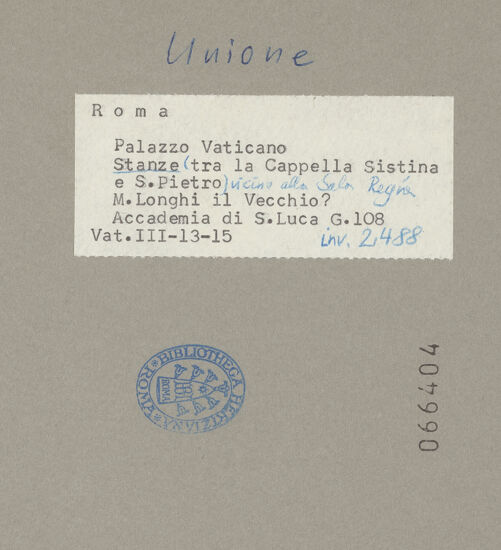 Unione
Roma
Palazzo Vaticano
Stanze (tra la Cappella Sistina
e S.Pietro) vicino alla Sala Regia
M.Longhi il Vecchio?
Accademia di S.Luca G.108
Vat.III-13-15 inv. 2488
BIBLIOTHECA HERTZIANA * ROMA *
ROMA
066404